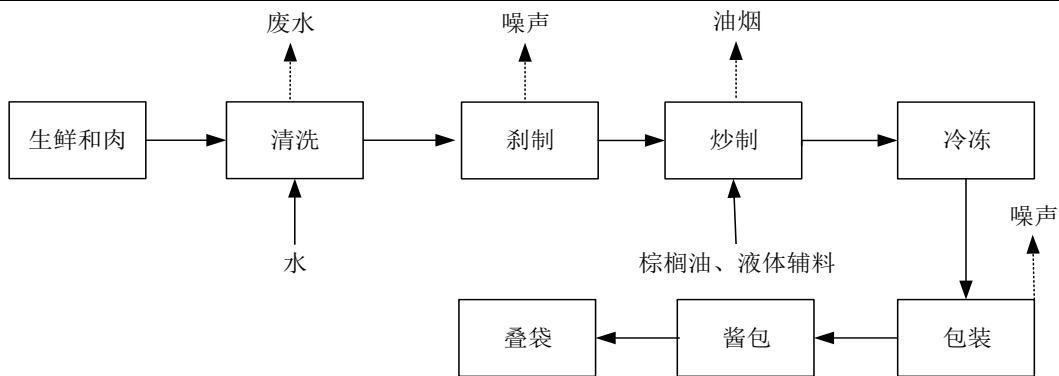 废水
噪声
油烟
生鲜和肉
清洗
刹制
炒制
冷冻
噪声
水
棕榈油、液体辅料
叠袋
酱包
包装